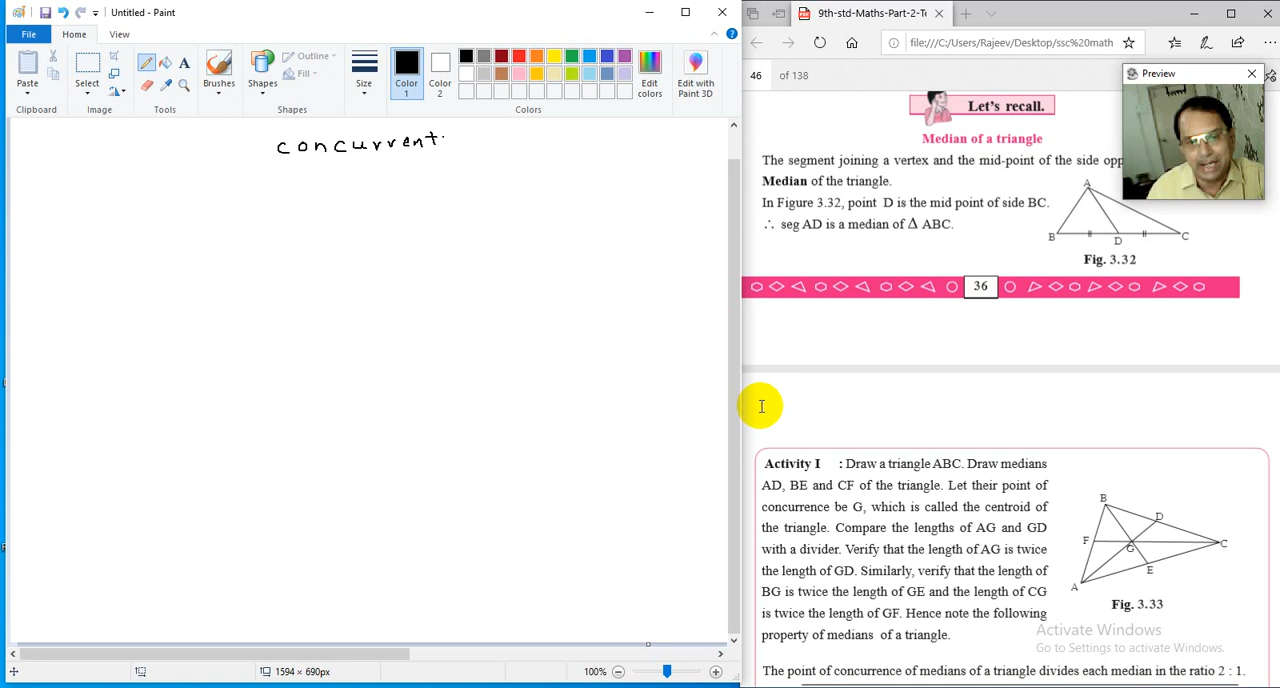 Untitled - Paint
File
Home
View
Paste
Select
Brushes
Shapes
Outline
Fill
Size
Color
1
Color
2
Edit
colors
Edit with
Paint 3D
Clipboard
Image
Tools
Shapes
Colors
concurrent
1594 × 690px
100%
9th-std-Maths-Part-2-Te
file:///C:/Users/Rajeev/Desktop/ssc%20math
46 of 138
Preview
Let's recall.
Median of a triangle
The segment joining a vertex and the mid-point of the side opp
Median of the triangle.
In Figure 3.32, point D is the mid point of side BC.
∴ seg AD is a median of Δ ABC.
A
B
D
C
Fig. 3.32
36
Activity I : Draw a triangle ABC. Draw medians
AD, BE and CF of the triangle. Let their point of
concurrence be G, which is called the centroid of
the triangle. Compare the lengths of AG and GD
with a divider. Verify that the length of AG is twice
the length of GD. Similarly, verify that the length of
BG is twice the length of GE and the length of CG
is twice the length of GF. Hence note the following
property of medians of a triangle.
B
D
F
G
C
E
A
Fig. 3.33
Activate Windows
Go to Settings to activate Windows.
The point of concurrence of medians of a triangle divides each median in the ratio 2 : 1.